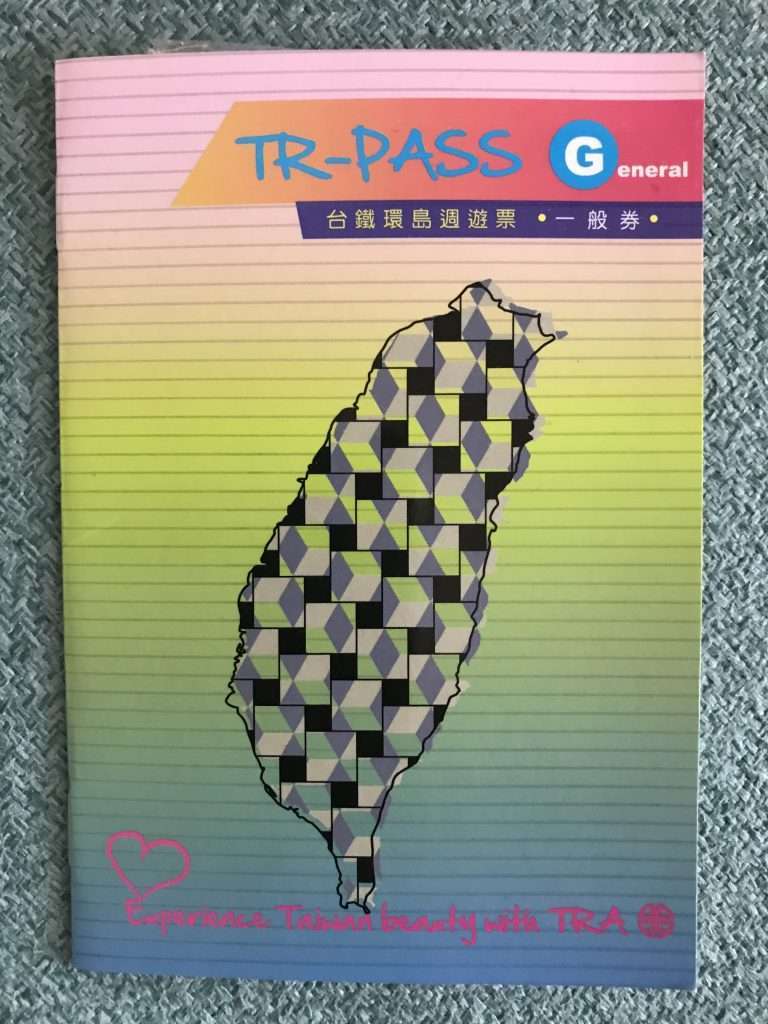 TR-PASS General
台鐵環島週遊票 •一般券•
Experience Taiwan beauty with TRA